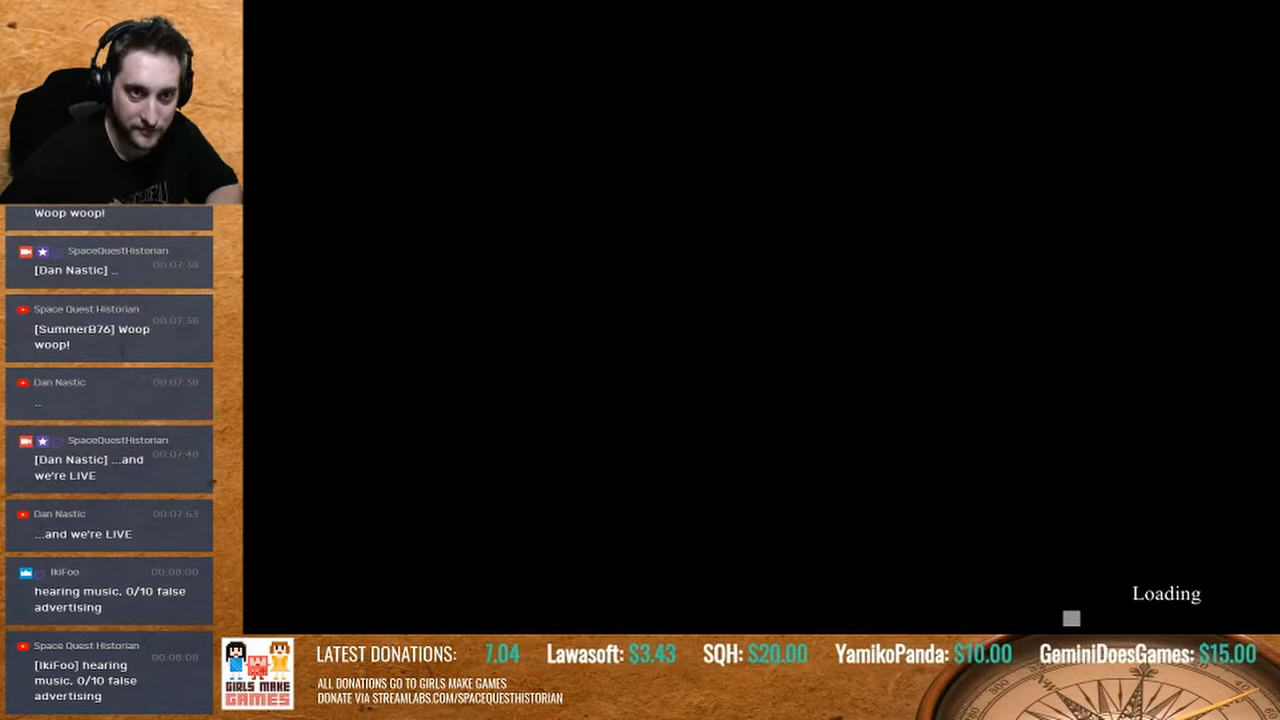 Woop woop!
SpaceQuestHistorian
[Dan Nastic] ..
00:07:38
Space Quest Historian
00:07:38
[SummerB76] Woop
woop!
Dan Nastic 00:07:38
..
SpaceQuestHistorian
[Dan Nastic] ...and 00:07:48
we're LIVE
Dan Nastic 00:07:53
...and we're LIVE
IkiFoo 00:08:00
hearing music, 0/10 false
advertising
Space Quest Historian
[IkiFoo] hearing 00:08:08
music, 0/10 false
advertising
Loading
GIRLS MAKE
GAMES
LATEST DONATIONS: 7.04 Lawasoft: $3.43 SQH: $20.00 YamikoPanda: $10.00 GeminiDoesGames: $15.00
ALL DONATIONS GO TO GIRLS MAKE GAMES
DONATE VIA STREAMLABS.COM/SPACEQUESTHISTORIAN